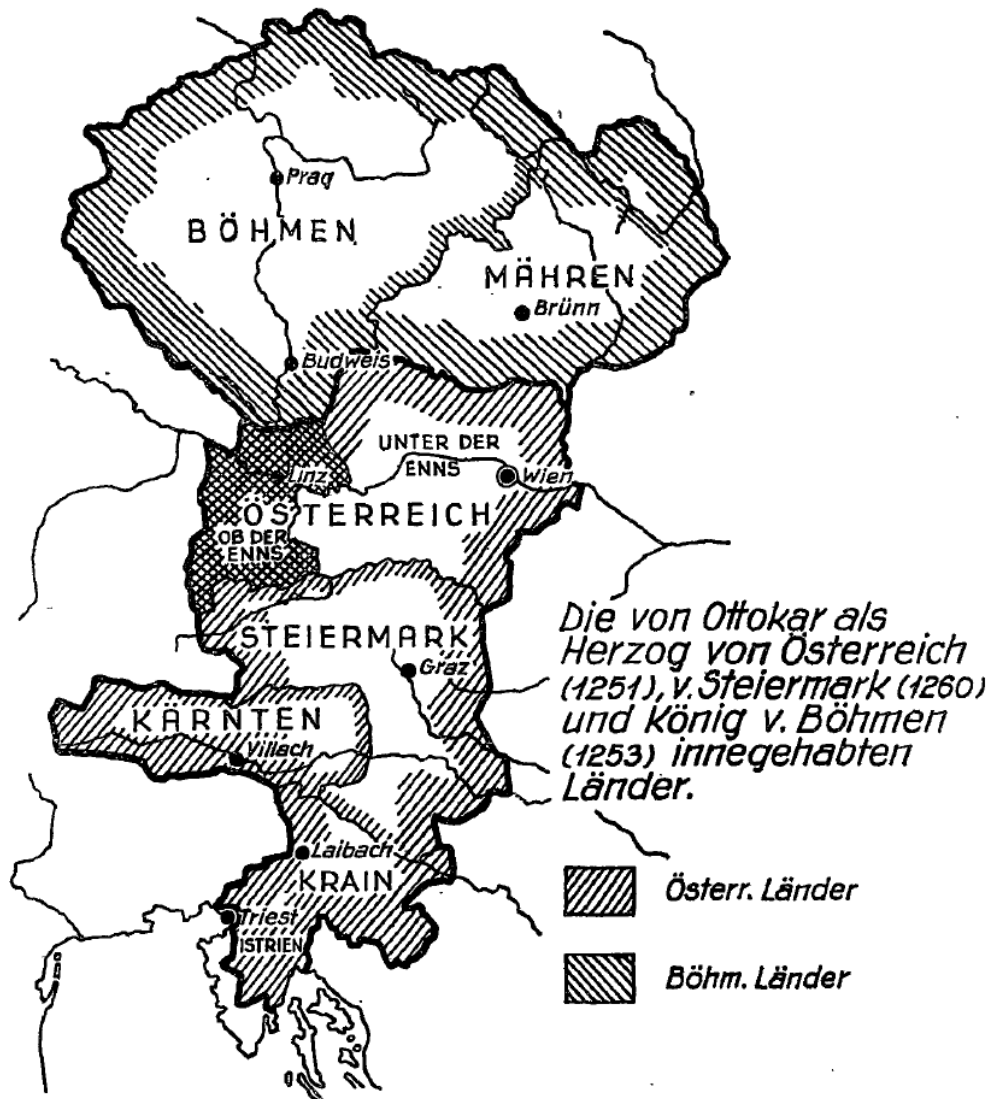 Prag
BÖHMEN
MÄHREN
Brünn
Budweis
UNTER DER
ENNS
Linz
Wien
ÖSTERREICH
OB DER
ENNS
STEIERMARK
Graz
KÄRNTEN
Villach
Laibach
KRAIN
Triest
ISTRIEN
Die von Ottokar als
Herzog von Österreich
(1251), v. Steiermark (1260)
und König v. Böhmen
(1253) innegehabten
Länder.
Österr. Länder
Böhm. Länder